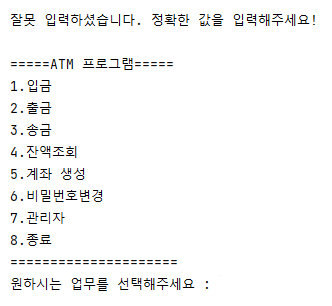 잘못 입력하셨습니다. 정확한 값을 입력해주세요!
=====ATM 프로그램=====
1.입금
2.출금
3.송금
4.잔액조회
5.계좌 생성
6.비밀번호변경
7.관리자
8.종료
=====================
원하시는 업무를 선택해주세요 :